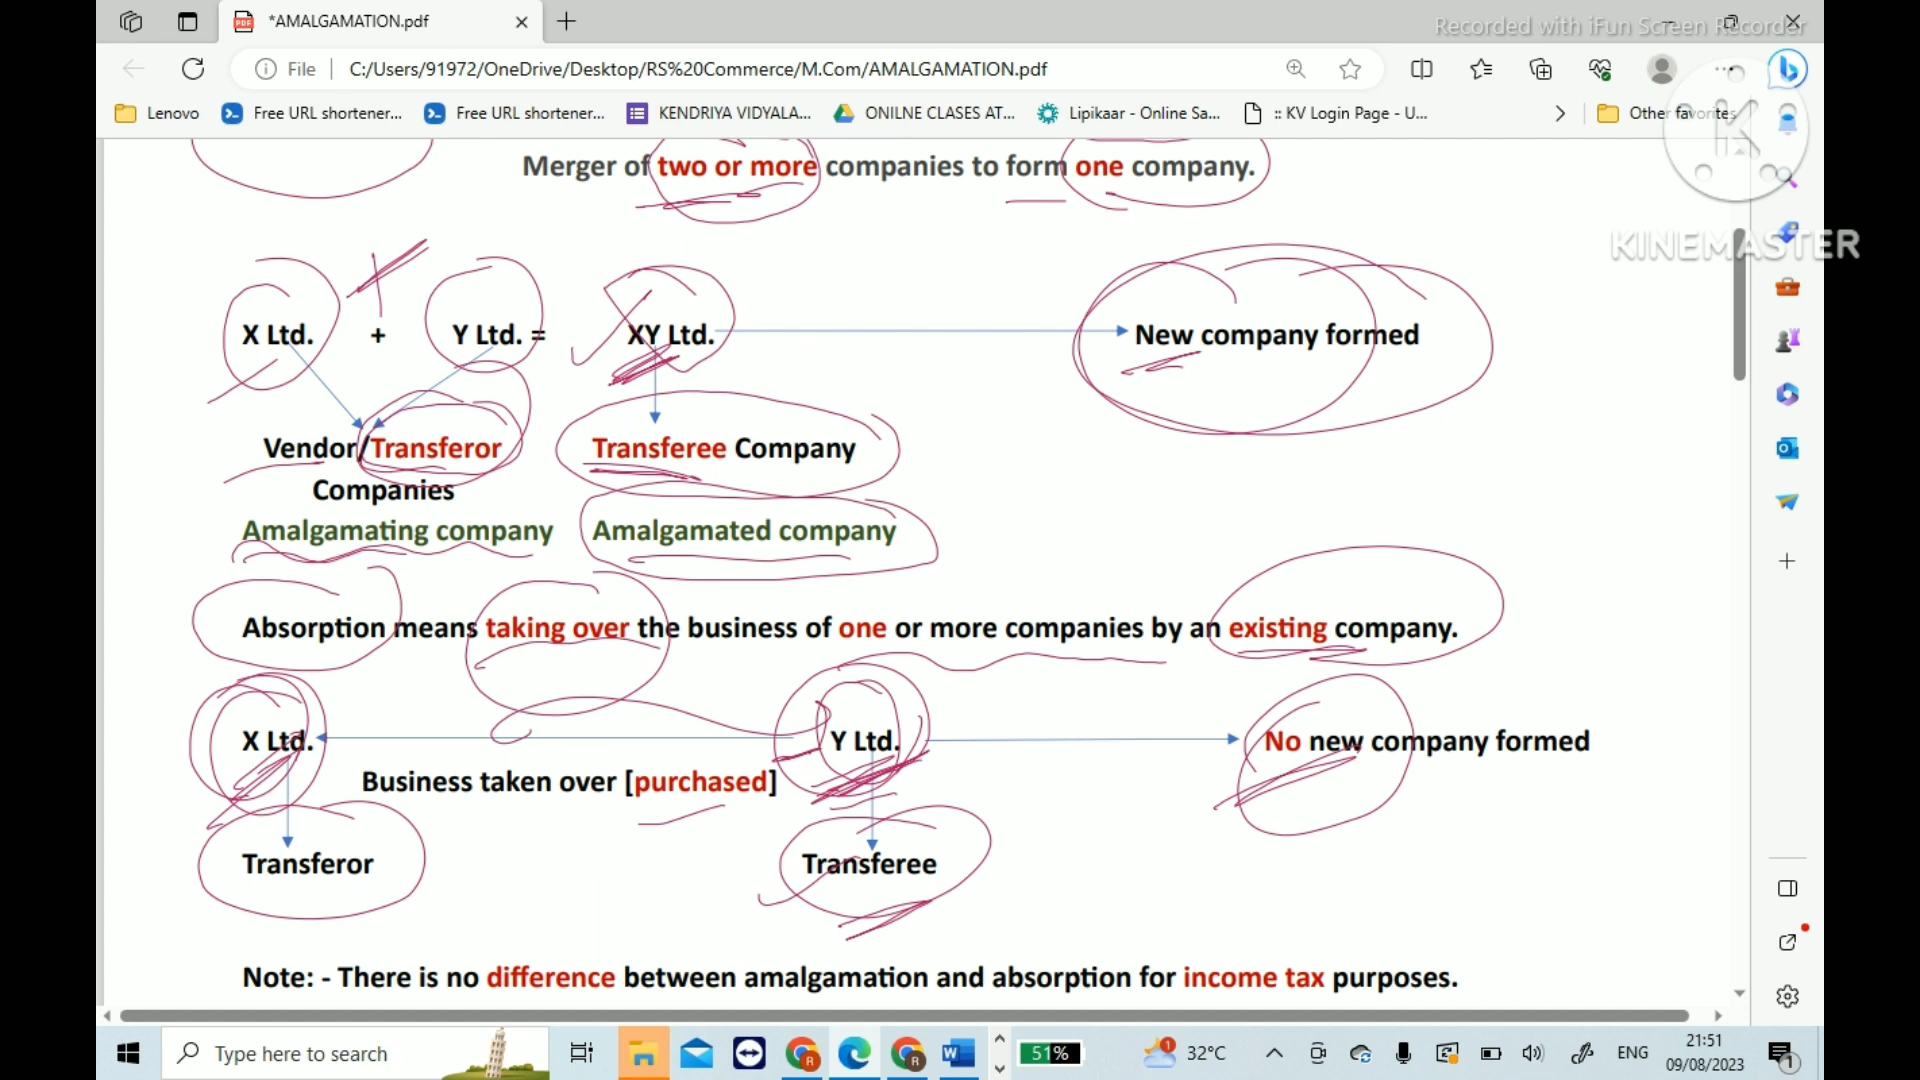 *AMALGAMATION.pdf
Recorded with iFun Screen Recorder
File
C:/Users/91972/OneDrive/Desktop/RS%20Commerce/M.Com/AMALGAMATION.pdf
Lenovo
Free URL shortener...
Free URL shortener...
KENDRIYA VIDYALA...
ONILNE CLASES AT...
Lipikaar - Online Sa...
:: KV Login Page - U...
Other favorites
KINEMASTER
Merger of two or more companies to form one company.
X Ltd. + Y Ltd. = XY Ltd. New company formed
Vendor/Transferor Transferee Company
Companies
Amalgamating company Amalgamated company
Absorption means taking over the business of one or more companies by an existing company.
X Ltd. Y Ltd. No new company formed
Business taken over [purchased]
Transferor Transferee
Note: - There is no difference between amalgamation and absorption for income tax purposes.
Type here to search
51%
32°C
ENG
21:51
09/08/2023
1